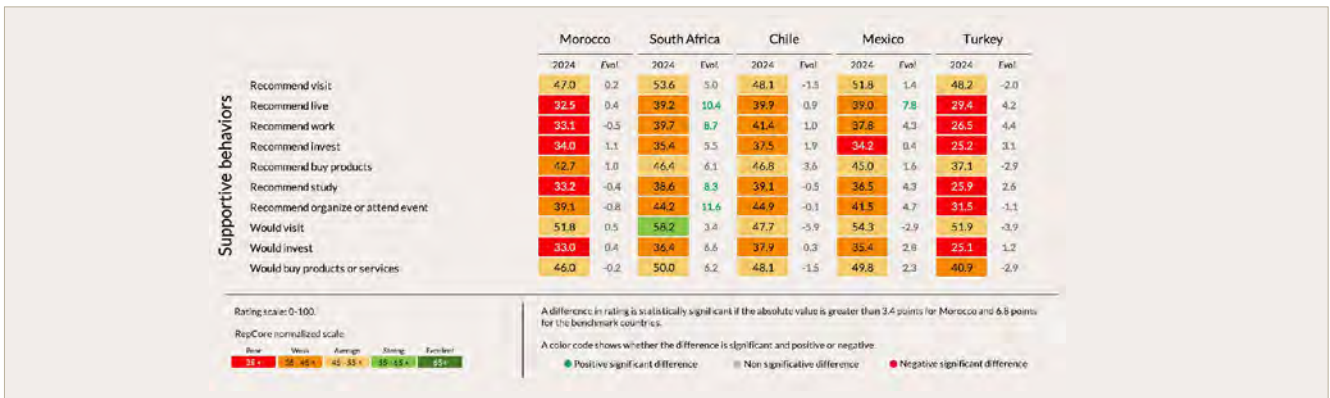 Morocco South Africa Chile Mexico Turkey
2024 Evol. 2024 Evol. 2024 Evol. 2024 Evol. 2024 Evol.
Supportive behaviors
Recommend visit 47.0 0.2 53.6 5.0 48.1 -1.5 51.8 1.4 48.2 -2.0
Recommend live 32.5 0.4 39.2 10.4 39.9 0.9 39.0 7.8 29.4 4.2
Recommend work 33.1 -0.5 39.7 8.7 41.4 1.0 37.8 4.3 26.5 4.4
Recommend invest 34.0 1.1 35.4 5.5 37.5 1.9 34.2 0.4 25.2 3.1
Recommend buy products 42.7 1.0 46.4 6.1 46.8 3.6 45.0 1.6 37.1 -2.9
Recommend study 33.2 -0.4 38.6 8.3 39.1 -0.5 36.5 4.3 25.9 2.6
Recommend organize or attend event 39.1 -0.8 44.2 11.6 44.9 -0.1 41.5 4.7 31.5 -1.1
Would visit 51.8 0.5 58.2 3.4 47.7 -5.9 54.3 -2.9 51.9 -3.9
Would invest 33.0 0.4 36.4 6.6 37.9 0.3 35.4 2.8 25.1 1.2
Would buy products or services 46.0 -0.2 50.0 6.2 48.1 -1.5 49.8 2.3 40.9 -2.9
Rating scale: 0-100.
RepCore normalized scale
Poor Weak Average Strong Excellent
A difference in rating is statistically significant if the absolute value is greater than 3.4 points for Morocco and 6.8 points
for the benchmark countries.
A color code shows whether the difference is significant and positive or negative.
Positive significant difference Non significative difference Negative significant difference